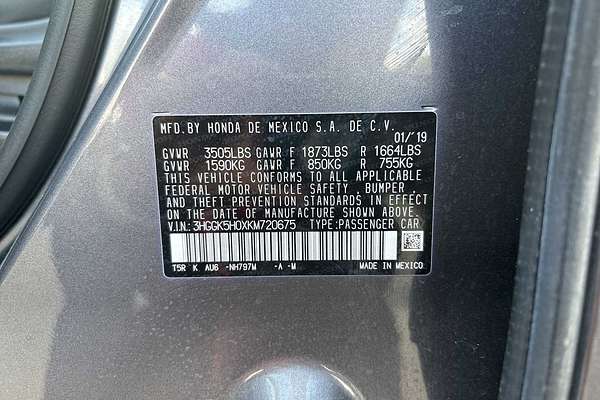 MFD.BY HONDA DE MEXICO S.A. DE C.V.
01/'19
GVWR 3505LBS GAWR F 1873LBS R 1664LBS
GVWR 1590KG GAWR F 850KG R 755KG
THIS VEHICLE CONFORMS TO ALL APPLICABLE
FEDERAL MOTOR VEHICLE SAFETY, BUMPER,
AND THEFT PREVENTION STANDARDS IN EFFECT
ON THE DATE OF MANUFACTURE SHOWN ABOVE.
V.I.N.: 3HGGK5H0XKM720675 TYPE:PASSENGER CAR
T5R K AU6 -NH797M -A -M MADE IN MEXICO